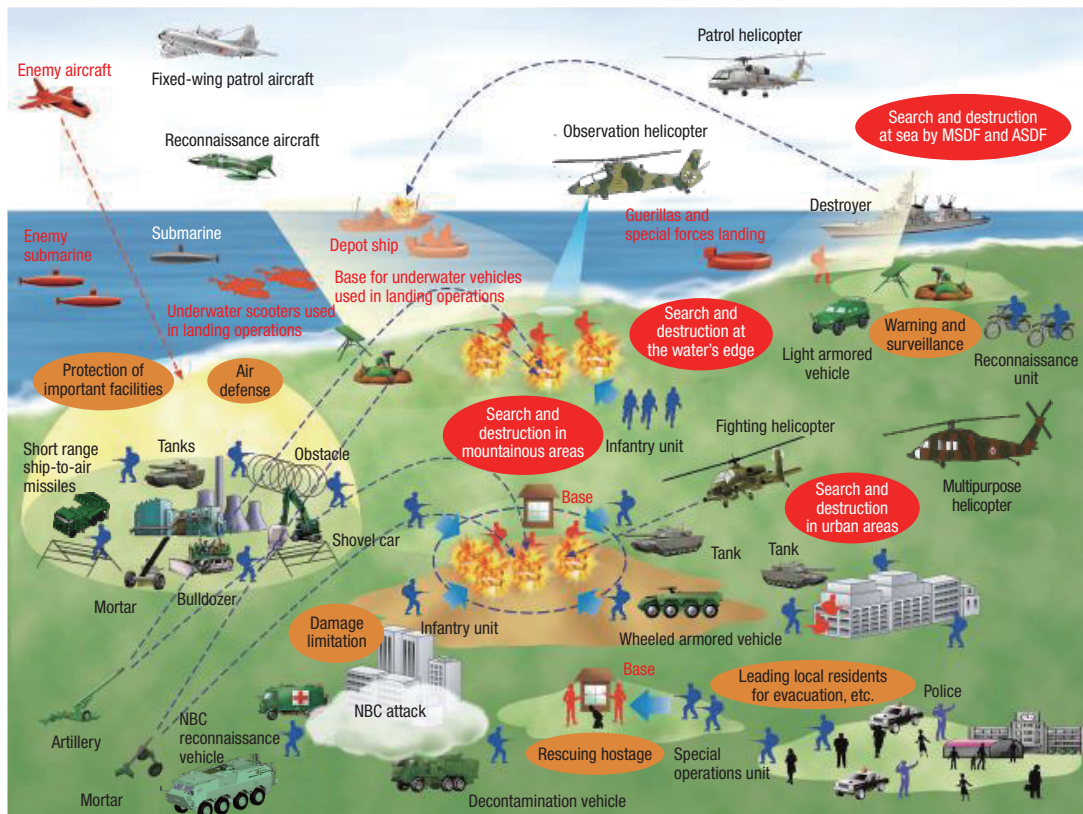 Patrol helicopter
Enemy aircraft
Fixed-wing patrol aircraft
Search and destruction
at sea by MSDF and ASDF
Reconnaissance aircraft
Observation helicopter
Destroyer
Guerillas and
special forces landing
Submarine
Enemy
submarine
Depot ship
Base for underwater vehicles
used in landing operations
Underwater scooters used
in landing operations
Search and
destruction at
the water's edge
Light armored
vehicle
Warning and
surveillance
Reconnaissance
unit
Protection of
important facilities
Air
defense
Search and
destruction in
mountainous areas
Infantry unit
Fighting helicopter
Multipurpose
helicopter
Short range
ship-to-air
missiles
Tanks
Obstacle
Base
Search and
destruction
in urban areas
Shovel car
Tank
Tank
Mortar
Bulldozer
Infantry unit
Wheeled armored vehicle
Damage
limitation
Base
Leading local residents
for evacuation, etc.
Police
NBC attack
Artillery
NBC
reconnaissance
vehicle
Rescuing hostage
Special
operations unit
Mortar
Decontamination vehicle